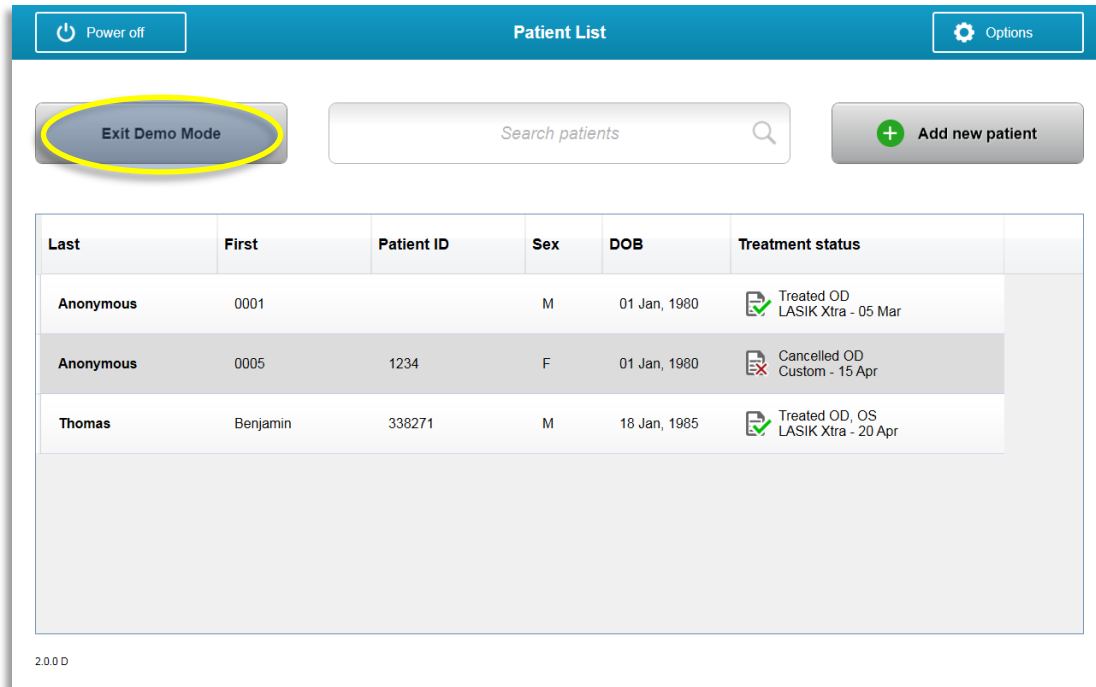 Power off
Patient List
Options
Exit Demo Mode
Search patients
Add new patient
Last First Patient ID Sex DOB Treatment status
Anonymous 0001 M 01 Jan, 1980 Treated OD
LASIK Xtra - 05 Mar
Anonymous 0005 1234 F 01 Jan, 1980 Cancelled OD
Custom - 15 Apr
Thomas Benjamin 338271 M 18 Jan, 1985 Treated OD, OS
LASIK Xtra - 20 Apr
2.0.0 D